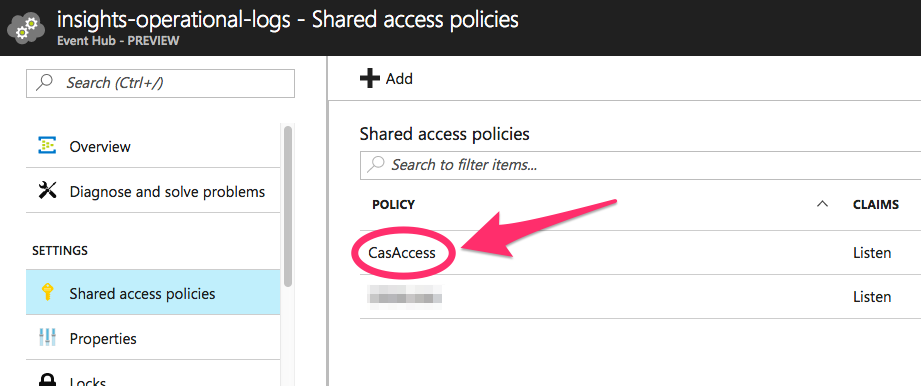 insights-operational-logs - Shared access policies
Event Hub - PREVIEW
Search (Ctrl+/)
Overview
Diagnose and solve problems
SETTINGS
Shared access policies
Properties
Locks
Add
Shared access policies
Search to filter items...
POLICY CLAIMS
CasAccess Listen
Listen